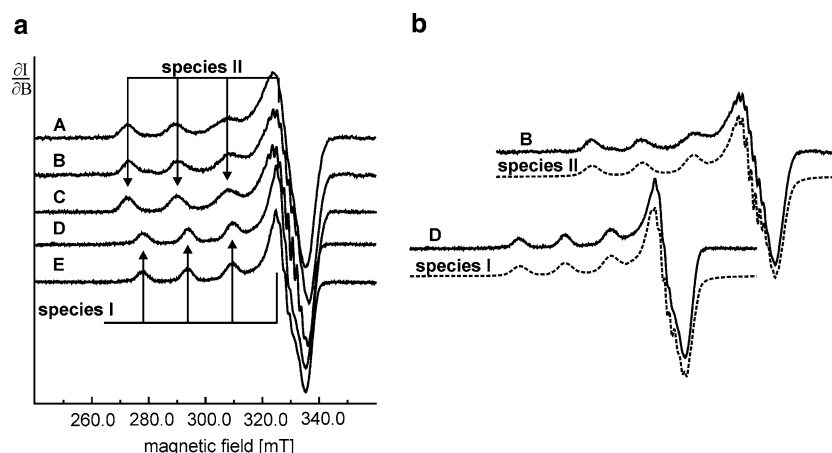 a
b
species II
∂I
∂B
A
B
C
D
E
species I
260.0 280.0 300.0 320.0 340.0
magnetic field [mT]
B
species II
D
species I